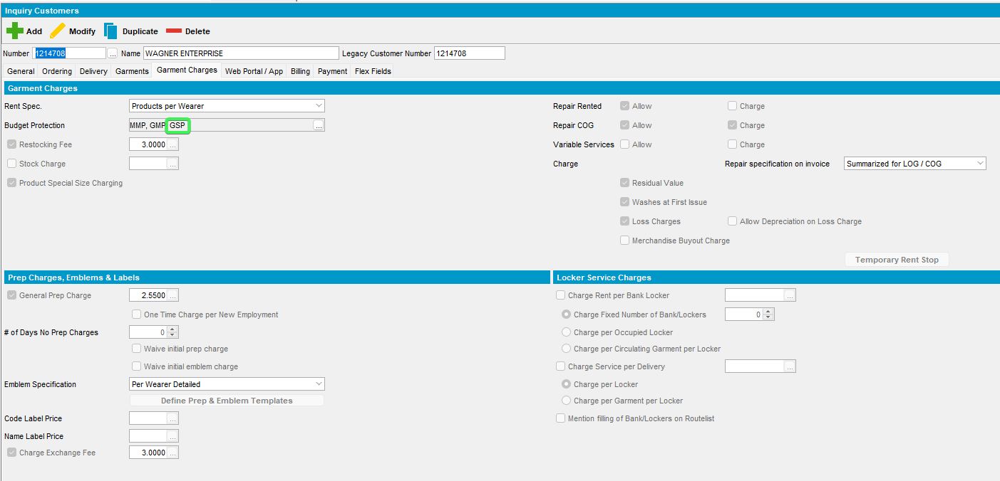 Inquiry Customers
Add Modify Duplicate Delete
Number 1214708 ... Name WAGNER ENTERPRISE Legacy Customer Number 1214708
General Ordering Delivery Garments Garment Charges Web Portal / App Billing Payment Flex Fields
Garment Charges
Rent Spec. Products per Wearer
Budget Protection MMP, GMP, GSP ...
Restocking Fee 3.0000 ...
Stock Charge ...
Product Special Size Charging
Repair Rented Allow Charge
Repair COG Allow Charge
Variable Services Allow Charge
Charge Repair specification on invoice Summarized for LOG / COG
Residual Value
Washes at First Issue
Loss Charges Allow Depreciation on Loss Charge
Merchandise Buyout Charge
Temporary Rent Stop
Prep Charges, Emblems & Labels
General Prep Charge 2.5500 ...
One Time Charge per New Employment
# of Days No Prep Charges 0
Waive initial prep charge
Waive initial emblem charge
Emblem Specification Per Wearer Detailed
Define Prep & Emblem Templates
Code Label Price ...
Name Label Price ...
Charge Exchange Fee 3.0000 ...
Locker Service Charges
Charge Rent per Bank Locker ...
Charge Fixed Number of Bank/Lockers 0
Charge per Occupied Locker
Charge per Circulating Garment per Locker
Charge Service per Delivery ...
Charge per Locker
Charge per Garment per Locker
Mention filling of Bank/Lockers on Routelist